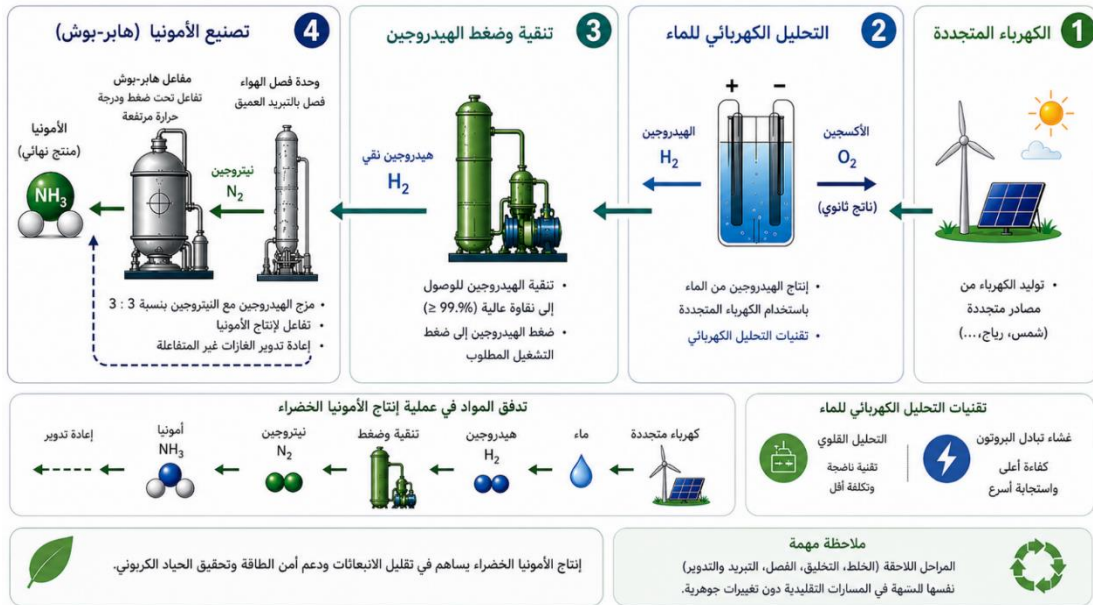 1 الكهرباء المتجددة
• توليد الكهرباء من
مصادر متجددة
(شمس، رياح،...)
2 التحليل الكهربائي للماء
+ −
الأكسجين
O₂
(ناتج ثانوي)
الهيدروجين
H₂
• إنتاج الهيدروجين من الماء
باستخدام الكهرباء المتجددة
• تقنيات التحليل الكهربائي
3 تنقية وضغط الهيدروجين
هيدروجين نقي
H₂
• تنقية الهيدروجين للوصول
إلى نقاوة عالية (≥ 99.9%)
• ضغط الهيدروجين إلى ضغط
التشغيل المطلوب
4 تصنيع الأمونيا (هابر-بوش)
وحدة فصل الهواء
فصل بالتبريد العميق
مفاعل هابر-بوش
تفاعل تحت ضغط ودرجة
حرارة مرتفعة
نيتروجين
N₂
الأمونيا
(منتج نهائي)
NH₃
• مزج الهيدروجين مع النيتروجين بنسبة 3 : 3
• تفاعل لإنتاج الأمونيا
• إعادة تدوير الغازات غير المتفاعلة
تقنيات التحليل الكهربائي للماء
غشاء تبادل البروتون
كفاءة أعلى
واستجابة أسرع
التحليل القلوي
تقنية ناضجة
وتكلفة أقل
تدفق المواد في عملية إنتاج الأمونيا الخضراء
كهرباء متجددة
ماء
هيدروجين
H₂
تنقية وضغط
نيتروجين
N₂
أمونيا
NH₃
إعادة تدوير
ملاحظة مهمة
المراحل اللاحقة (الخلط، التخليق، الفصل، التبريد والتدوير)
نفسها في المسارات التقليدية دون تغييرات جوهرية.
إنتاج الأمونيا الخضراء يساهم في تقليل الانبعاثات ودعم أمن الطاقة وتحقيق الحياد الكربوني.